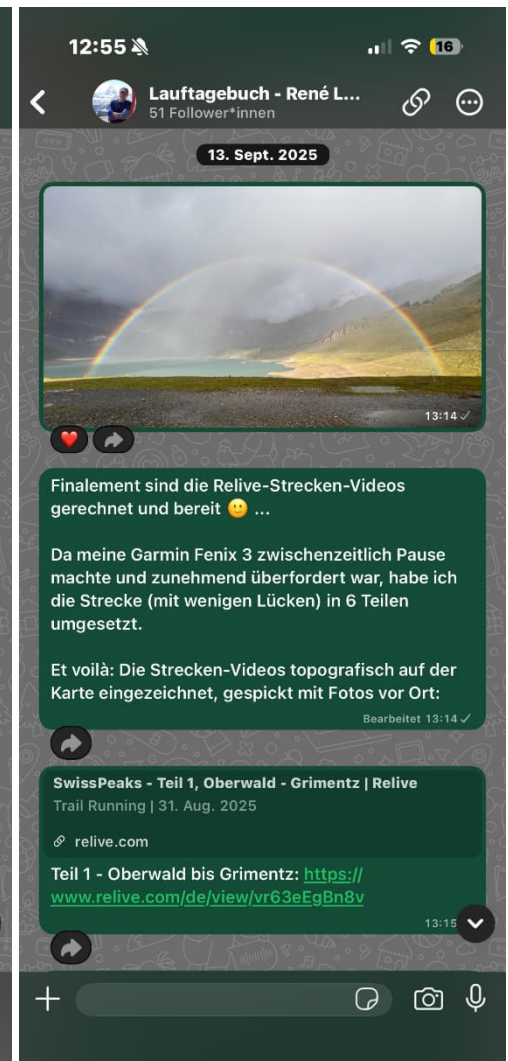 12:55
16
Lauftagebuch - René L...
51 Follower*innen
13. Sept. 2025
13:14
Finalement sind die Relive-Strecken-Videos
gerechnet und bereit 🙂 ...
Da meine Garmin Fenix 3 zwischenzeitlich Pause
machte und zunehmend überfordert war, habe ich
die Strecke (mit wenigen Lücken) in 6 Teilen
umgesetzt.
Et voilà: Die Strecken-Videos topografisch auf der
Karte eingezeichnet, gespickt mit Fotos vor Ort:
Bearbeitet 13:14
SwissPeaks - Teil 1, Oberwald - Grimentz | Relive
Trail Running | 31. Aug. 2025
relive.com
Teil 1 - Oberwald bis Grimentz: https://
www.relive.com/de/view/vr63eEgBn8v
13:15